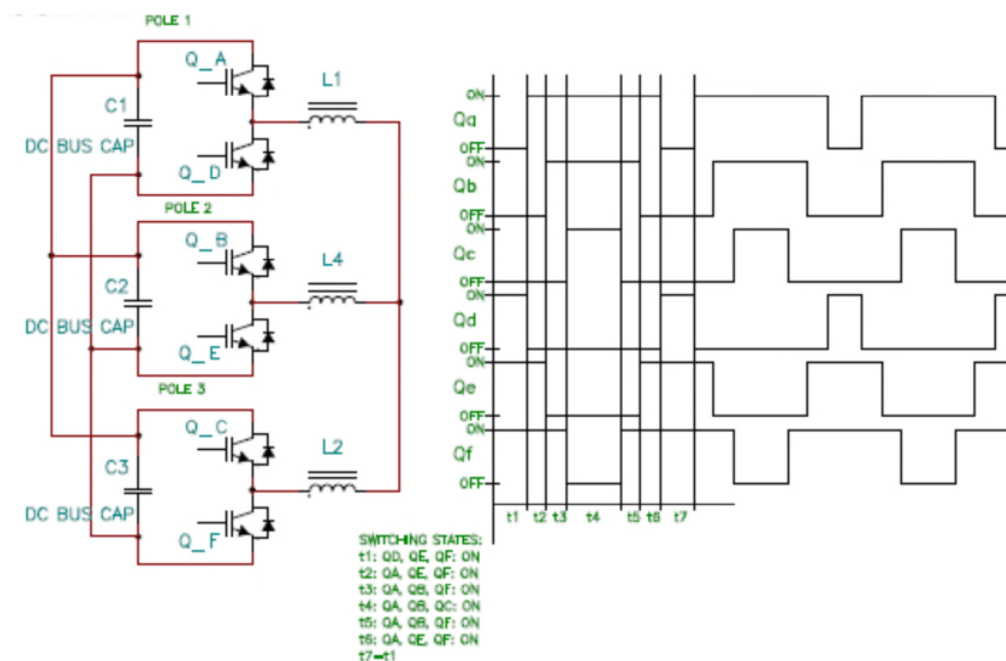 POLE 1
Q_A
L1
C1
DC BUS CAP
Q_D
POLE 2
Q_B
L4
C2
DC BUS CAP
Q_E
POLE 3
Q_C
L2
C3
DC BUS CAP
Q_F
ON
Qa
OFF
ON
Qb
OFF
ON
Qc
OFF
ON
Qd
OFF
ON
Qe
OFF
ON
Qf
OFF
t1 t2 t3 t4 t5 t6 t7
SWITCHING STATES:
t1: QD, QE, QF: ON
t2: QA, QE, QF: ON
t3: QA, QB, QF: ON
t4: QA, QB, QC: ON
t5: QA, QB, QF: ON
t6: QA, QE, QF: ON
t7=t1